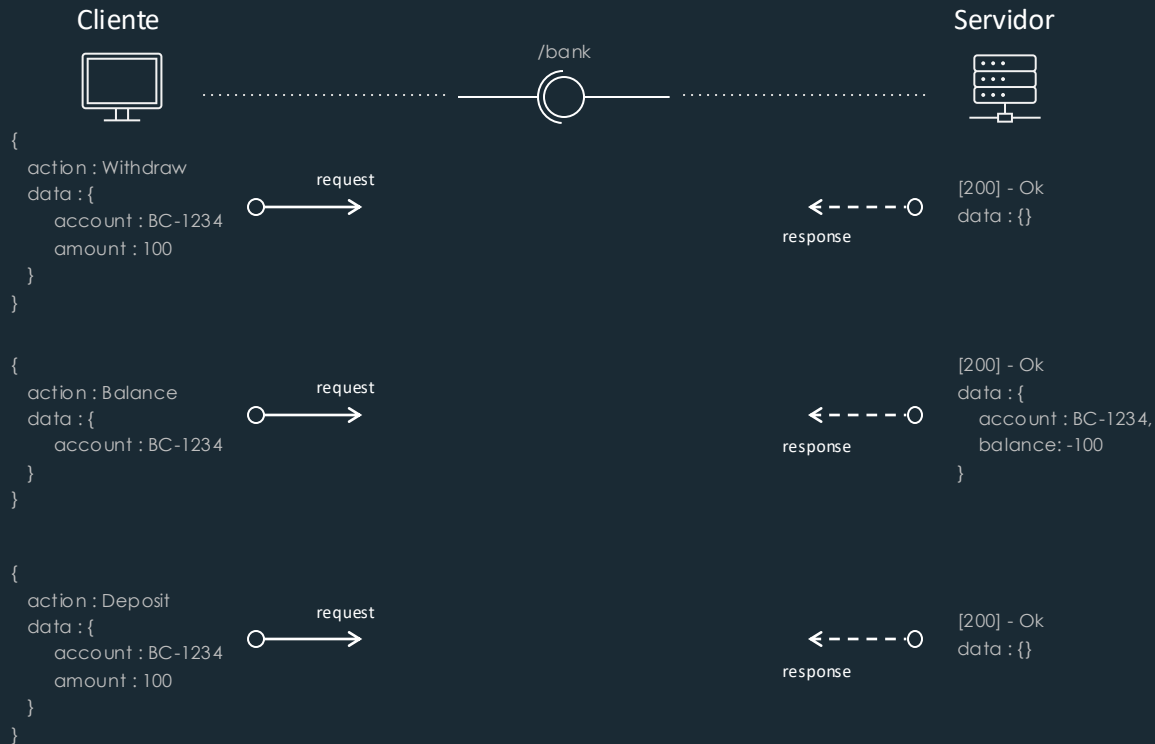 Cliente
Servidor
/bank
{
action : Withdraw
data : {
account : BC-1234
amount : 100
}
}
request
response
[200] - Ok
data : {}
{
action : Balance
data : {
account : BC-1234
}
}
request
response
[200] - Ok
data : {
account : BC-1234,
balance: -100
}
{
action : Deposit
data : {
account : BC-1234
amount : 100
}
}
request
response
[200] - Ok
data : {}